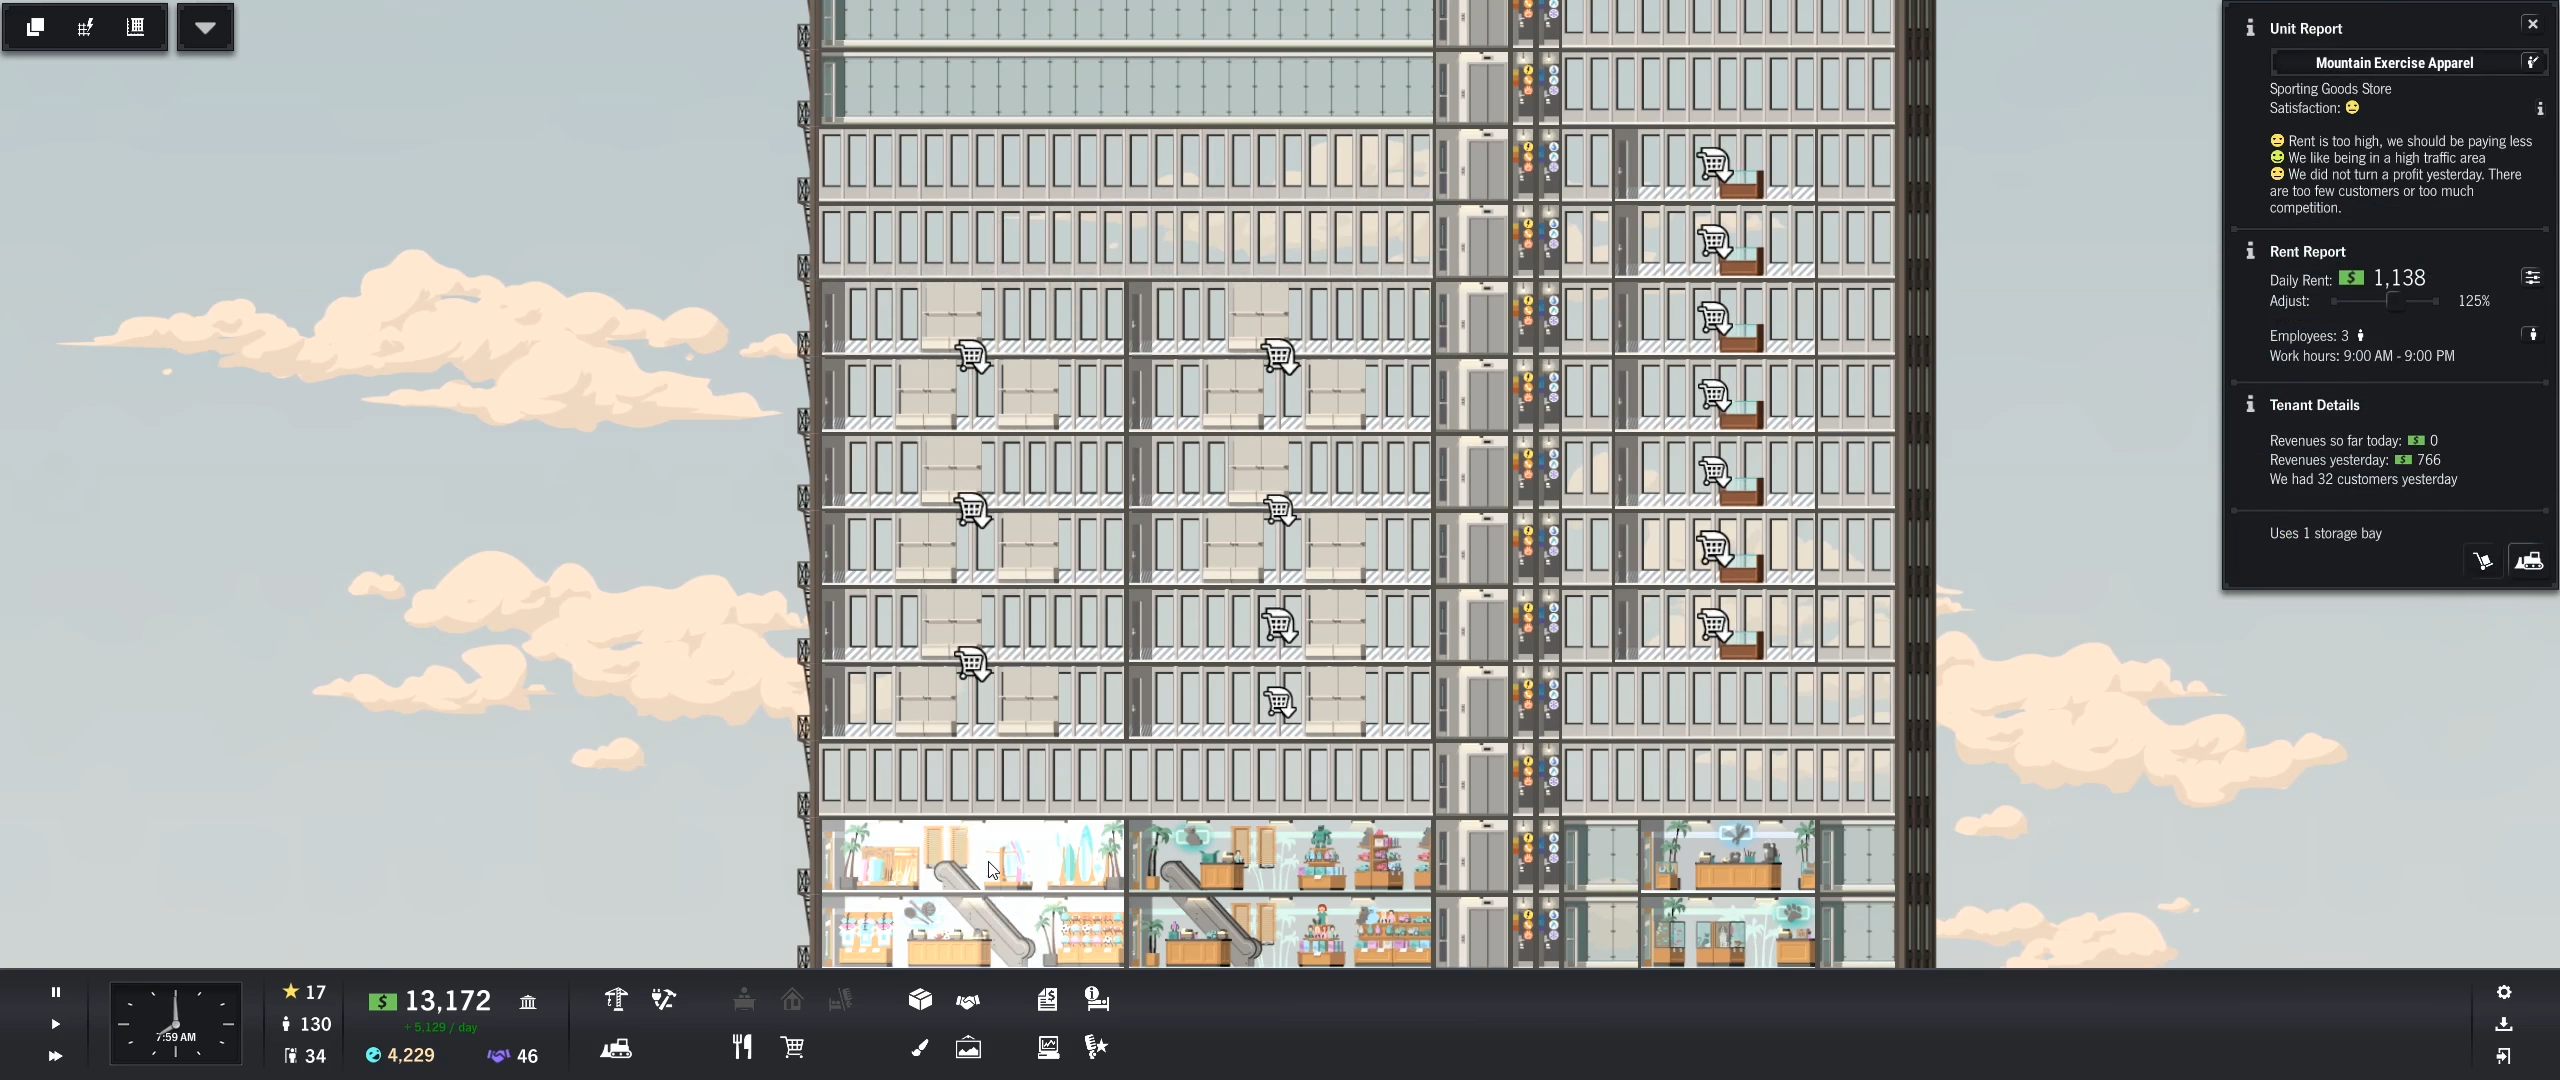 Unit Report
Mountain Exercise Apparel
Sporting Goods Store
Satisfaction:
Rent is too high, we should be paying less
We like being in a high traffic area
We did not turn a profit yesterday. There
are too few customers or too much
competition.
Rent Report
Daily Rent: $ 1,138
Adjust: 125%
Employees: 3
Work hours: 9:00 AM - 9:00 PM
Tenant Details
Revenues so far today: $ 0
Revenues yesterday: $ 766
We had 32 customers yesterday
Uses 1 storage bay
7:59 AM
17
130
34
$ 13,172
+ 5,129 / day
4,229
46